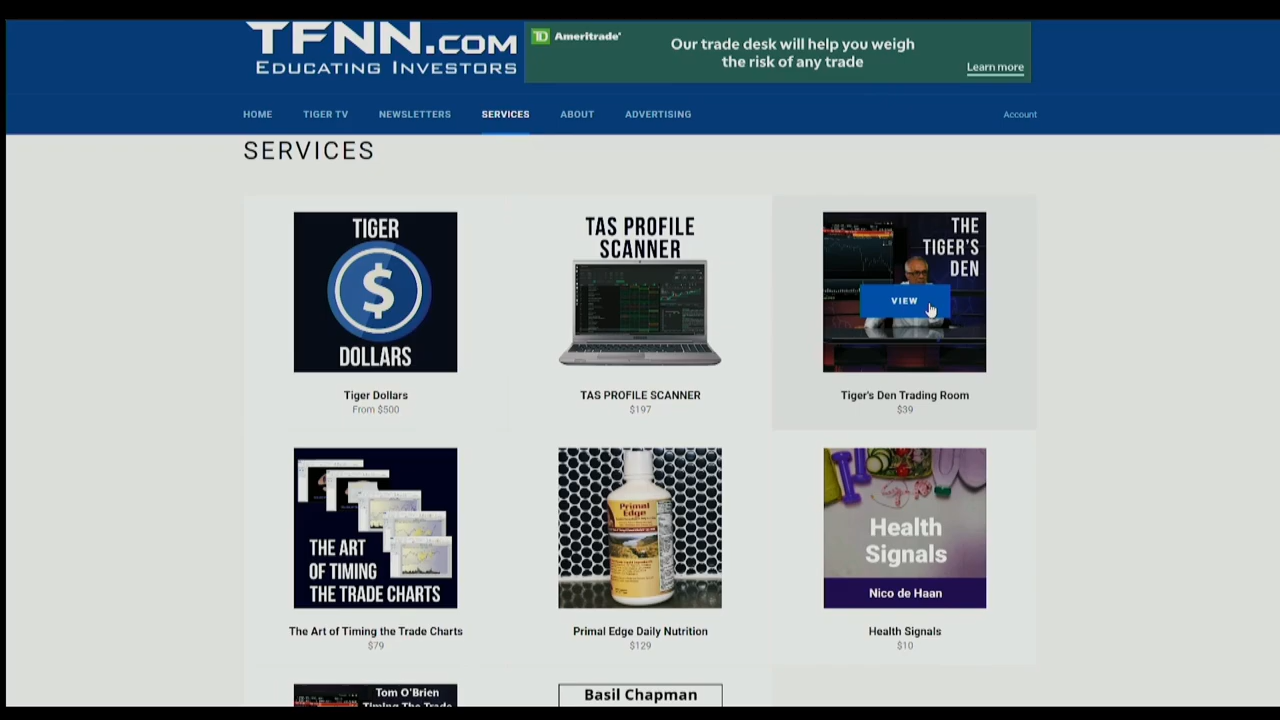 TFNN.COM
EDUCATING INVESTORS
TD Ameritrade
Our trade desk will help you weigh
the risk of any trade
Learn more
HOME TIGER TV NEWSLETTERS SERVICES ABOUT ADVERTISING Account
SERVICES
TIGER
$
DOLLARS
Tiger Dollars
From $500
TAS PROFILE
SCANNER
TAS PROFILE SCANNER
$197
THE
TIGER'S
DEN
VIEW
Tiger's Den Trading Room
$39
THE ART
OF TIMING
THE TRADE CHARTS
The Art of Timing the Trade Charts
$79
Primal
Edge
Primal Edge Daily Nutrition
$129
Health
Signals
Nico de Haan
Health Signals
$10
Tom O'Brien
Timing The Trade
Basil Chapman